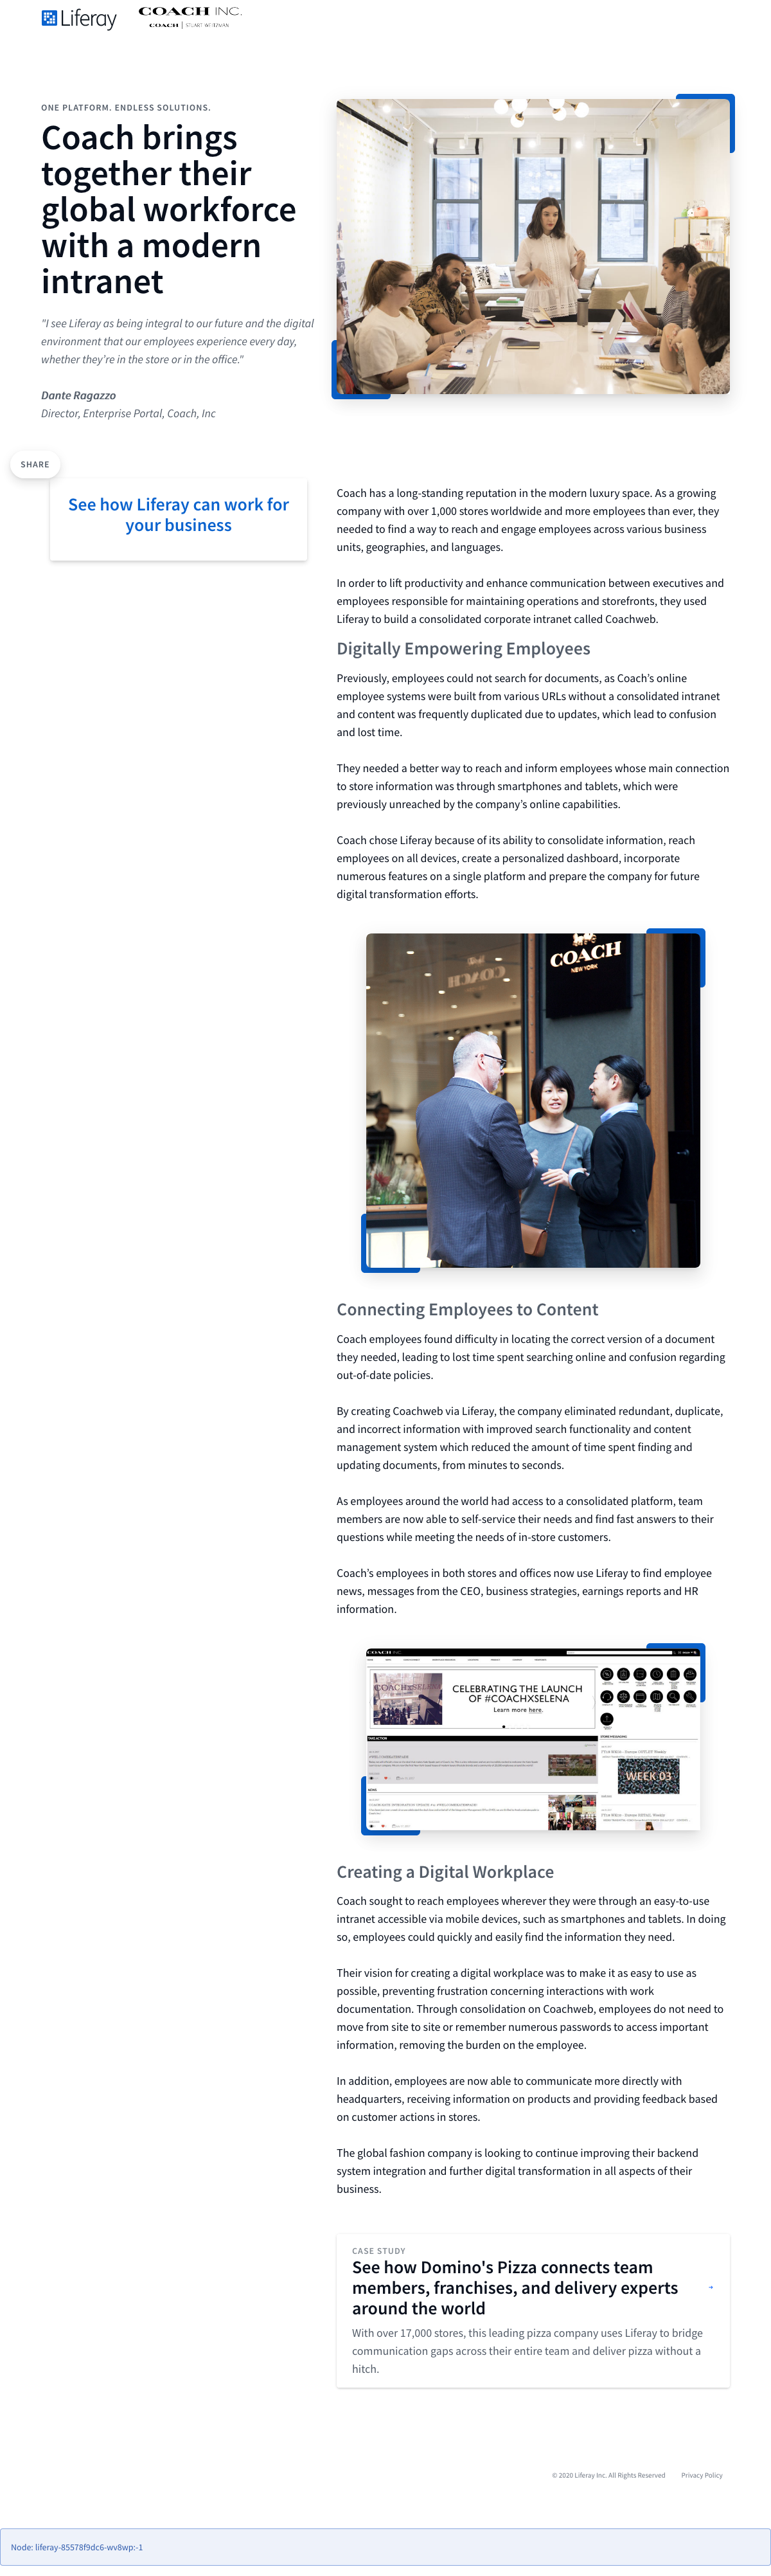 Liferay
COACH INC.
COACH | STUART WEITZMAN
ONE PLATFORM. ENDLESS SOLUTIONS.
Coach brings
together their
global workforce
with a modern
intranet
"I see Liferay as being integral to our future and the digital
environment that our employees experience every day,
whether they're in the store or in the office."
Dante Ragazzo
Director, Enterprise Portal, Coach, Inc
SHARE
See how Liferay can work for
your business
Coach has a long-standing reputation in the modern luxury space. As a growing
company with over 1,000 stores worldwide and more employees than ever, they
needed to find a way to reach and engage employees across various business
units, geographies, and languages.
In order to lift productivity and enhance communication between executives and
employees responsible for maintaining operations and storefronts, they used
Liferay to build a consolidated corporate intranet called Coachweb.
Digitally Empowering Employees
Previously, employees could not search for documents, as Coach’s online
employee systems were built from various URLs without a consolidated intranet
and content was frequently duplicated due to updates, which lead to confusion
and lost time.
They needed a better way to reach and inform employees whose main connection
to store information was through smartphones and tablets, which were
previously unreached by the company’s online capabilities.
Coach chose Liferay because of its ability to consolidate information, reach
employees on all devices, create a personalized dashboard, incorporate
numerous features on a single platform and prepare the company for future
digital transformation efforts.
COACH
NEW YORK
Connecting Employees to Content
Coach employees found difficulty in locating the correct version of a document
they needed, leading to lost time spent searching online and confusion regarding
out-of-date policies.
By creating Coachweb via Liferay, the company eliminated redundant, duplicate,
and incorrect information with improved search functionality and content
management system which reduced the amount of time spent finding and
updating documents, from minutes to seconds.
As employees around the world had access to a consolidated platform, team
members are now able to self-service their needs and find fast answers to their
questions while meeting the needs of in-store customers.
Coach’s employees in both stores and offices now use Liferay to find employee
news, messages from the CEO, business strategies, earnings reports and HR
information.
COACH INC
CELEBRATING THE LAUNCH
OF #COACHXSELENA
Learn more here.
WEEK 03
Creating a Digital Workplace
Coach sought to reach employees wherever they were through an easy-to-use
intranet accessible via mobile devices, such as smartphones and tablets. In doing
so, employees could quickly and easily find the information they need.
Their vision for creating a digital workplace was to make it as easy to use as
possible, preventing frustration concerning interactions with work
documentation. Through consolidation on Coachweb, employees do not need to
move from site to site or remember numerous passwords to access important
information, removing the burden on the employee.
In addition, employees are now able to communicate more directly with
headquarters, receiving information on products and providing feedback based
on customer actions in stores.
The global fashion company is looking to continue improving their backend
system integration and further digital transformation in all aspects of their
business.
CASE STUDY
See how Domino's Pizza connects team
members, franchises, and delivery experts
around the world
With over 17,000 stores, this leading pizza company uses Liferay to bridge
communication gaps across their entire team and deliver pizza without a
hitch.
© 2020 Liferay Inc. All Rights Reserved
Privacy Policy
Node: liferay-85578f9dc6-wv8wp:-1